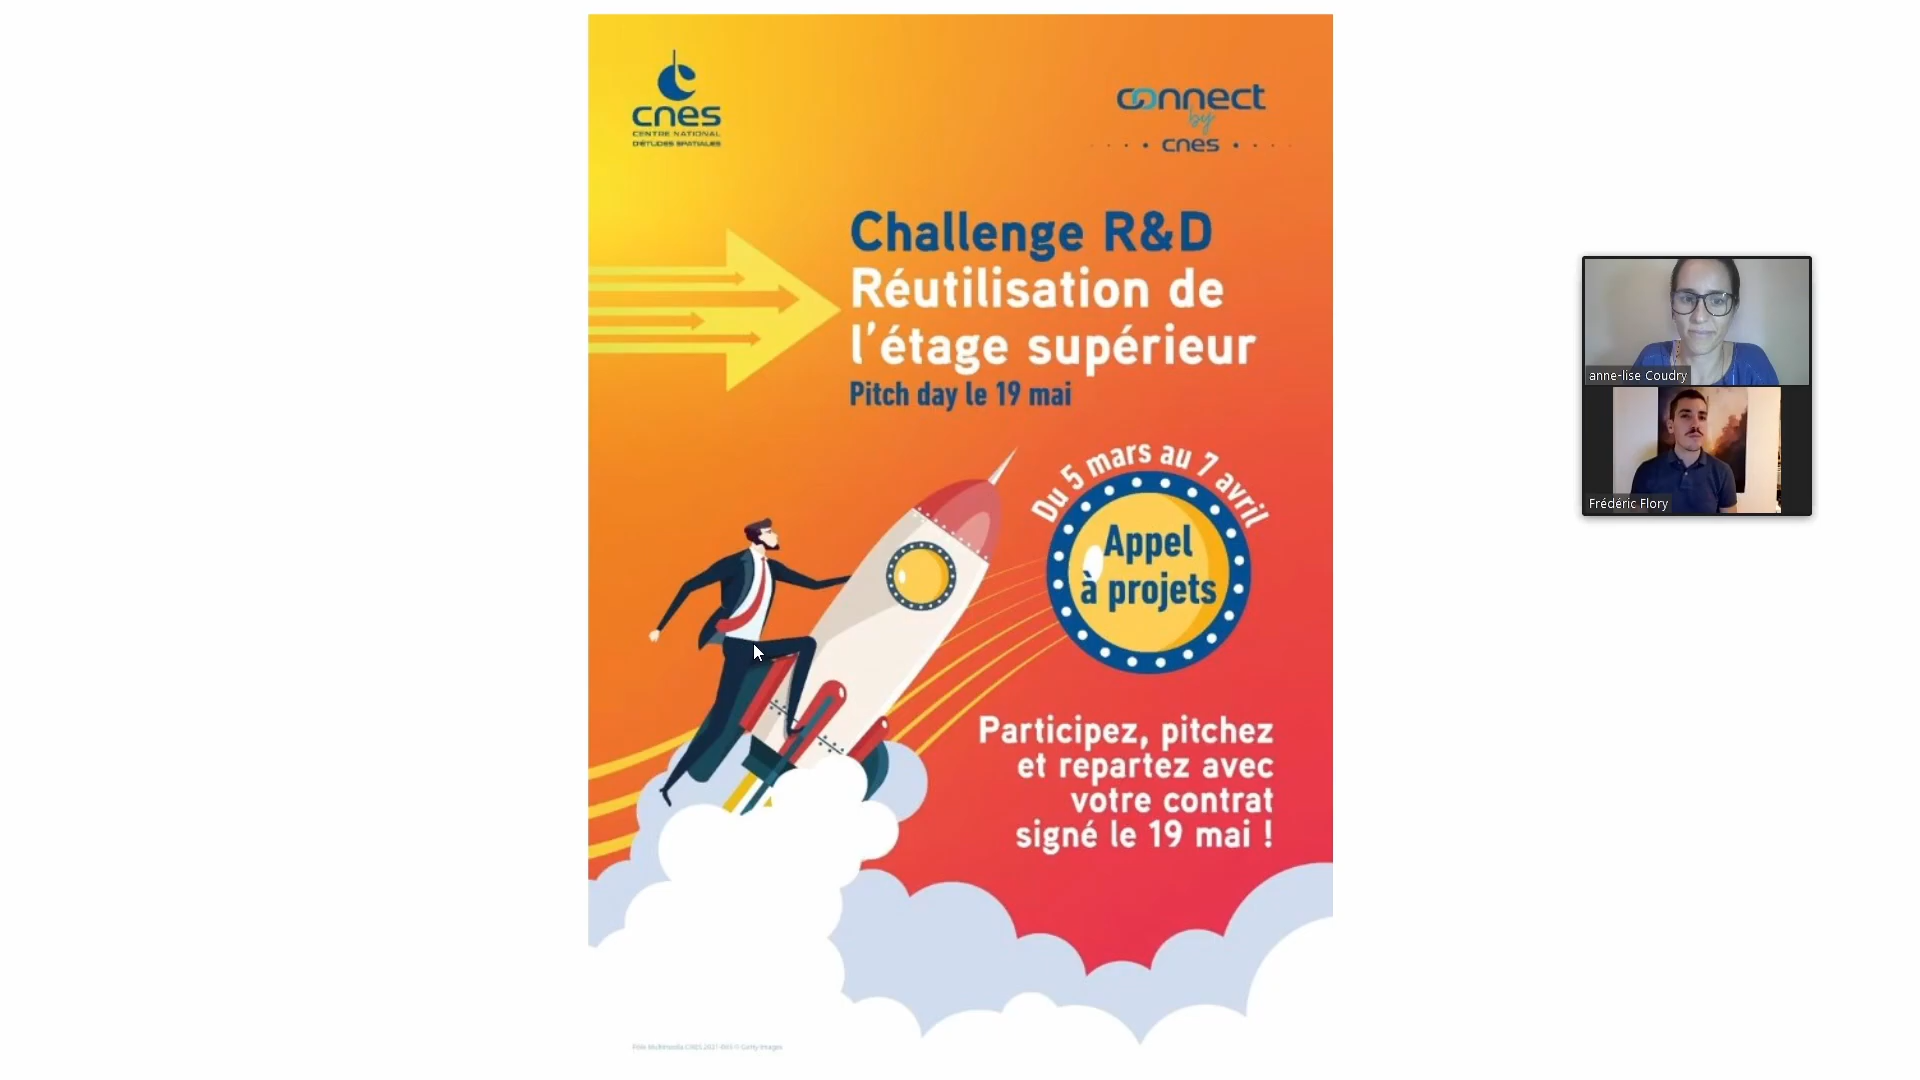 cnes
CENTRE NATIONAL
D'ÉTUDES SPATIALES
connect
by
cnes
Challenge R&D
Réutilisation de
l'étage supérieur
Pitch day le 19 mai
Du 5 mars au 7 avril
Appel
à projets
Participez, pitchez
et repartez avec
votre contrat
signé le 19 mai !
anne-lise Coudry
Frédéric Flory